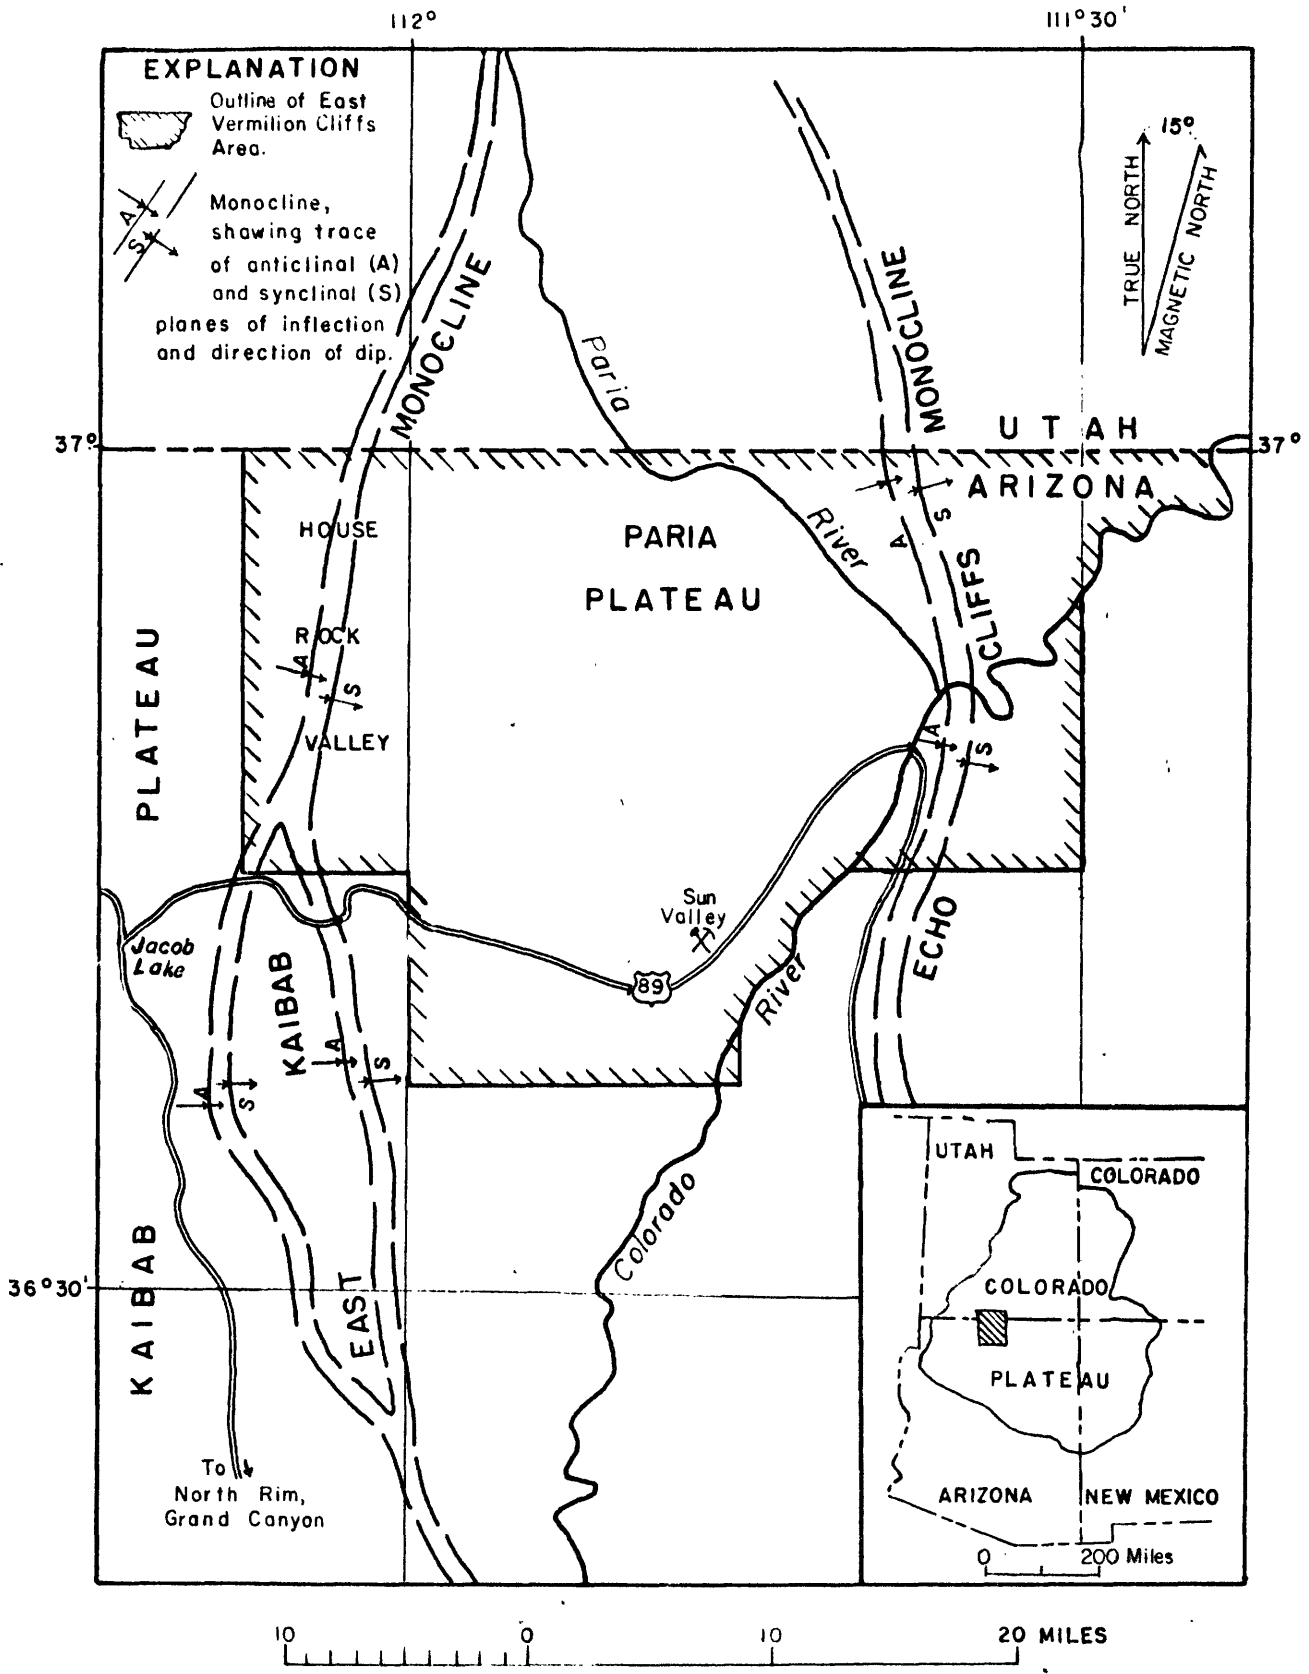 112°
111°30'
EXPLANATION
Outline of East
Vermilion Cliffs
Area.
A
S
Monocline,
showing trace
of anticlinal (A)
and synclinal (S)
planes of inflection
and direction of dip.
15°
TRUE NORTH
MAGNETIC NORTH
MONOCLINE
Paria
MONOCLINE
UTAH
37°
37°
ARIZONA
HOUSE
PARIA
River
S
A
PLATEAU
CLIFFS
ROCK
A
S
PLATEAU
VALLEY
A
S
Sun
Valley
Jacob
Lake
ECHO
KAIBAB
89
River
A
S
A
S
UTAH
COLORADO
Colorado
KAIBAB
36°30'
EAST
COLORADO
PLATEAU
To
North Rim,
Grand Canyon
ARIZONA
NEW MEXICO
0 200 Miles
10 0 10 20 MILES